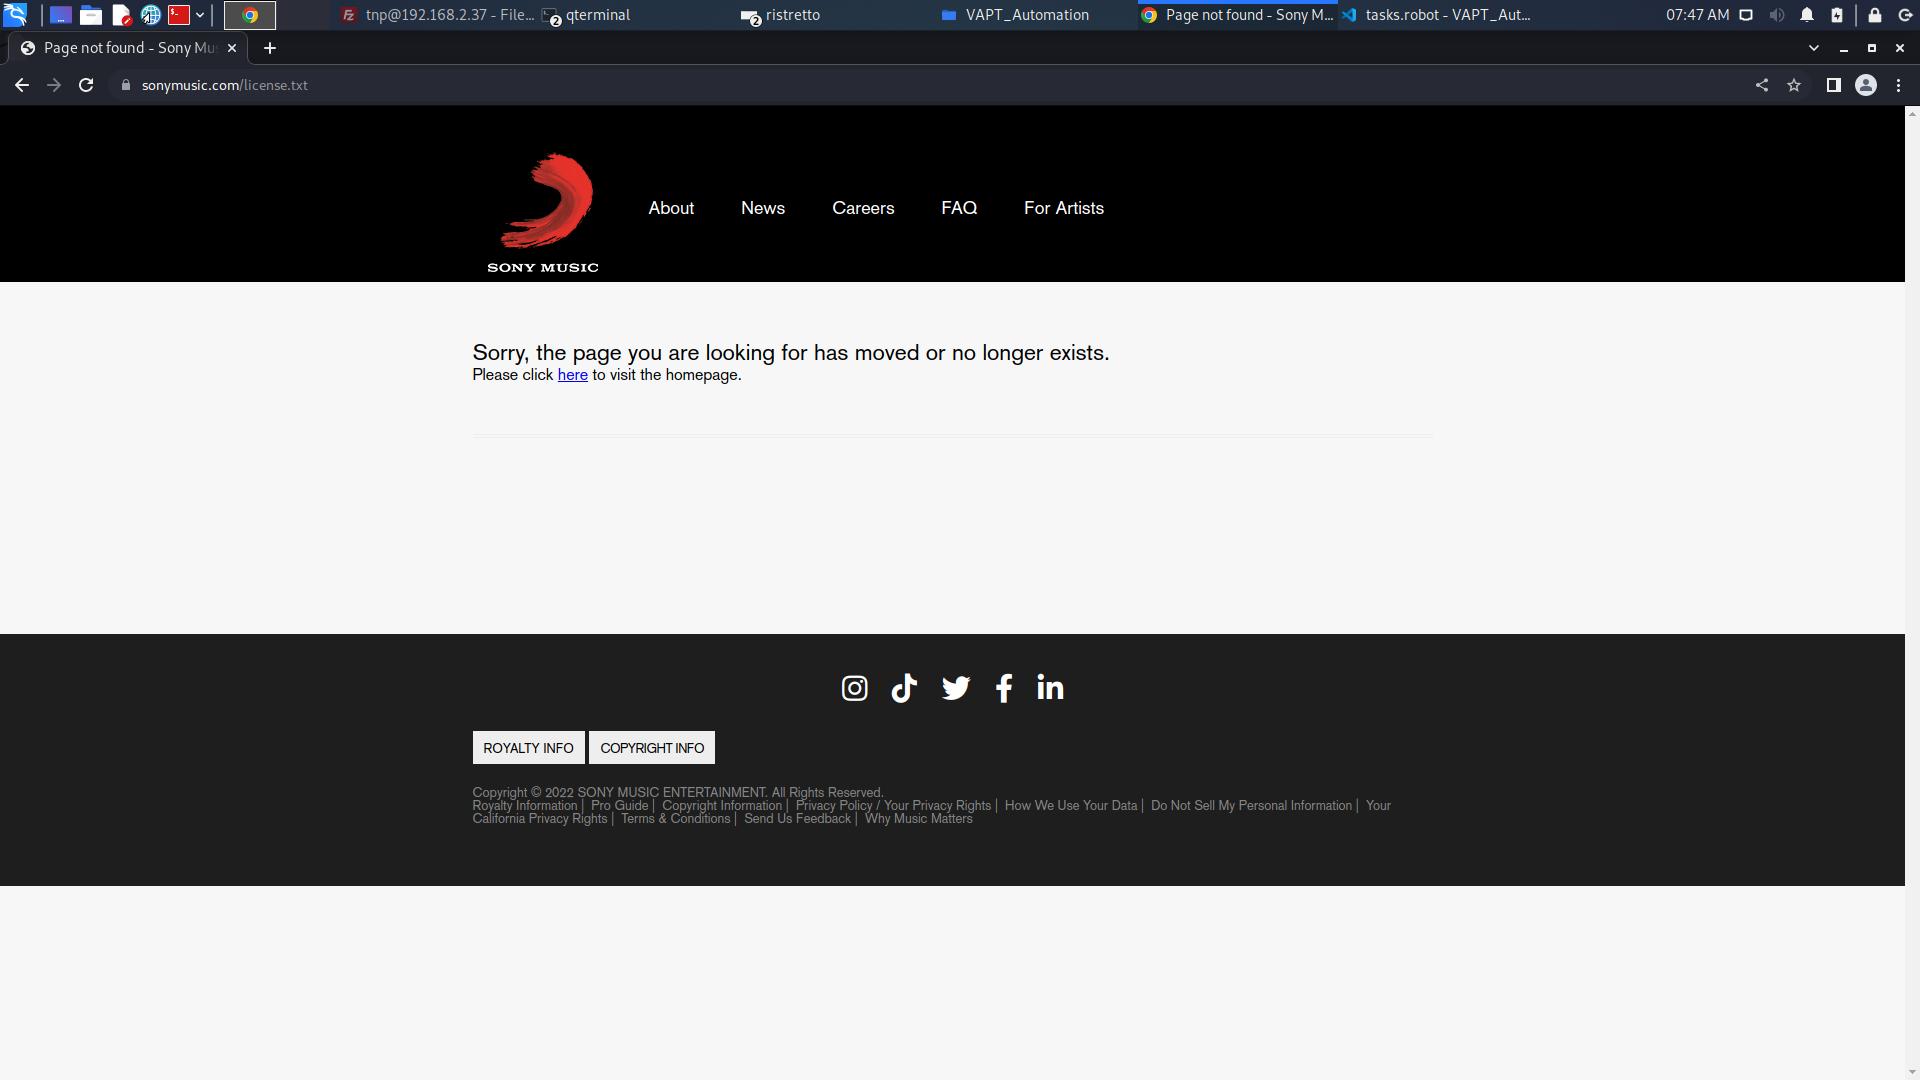 tnp@192.168.2.37 - File...
2 qterminal
2 ristretto
VAPT_Automation
Page not found - Sony M...
tasks.robot - VAPT_Aut...
07:47 AM
Page not found - Sony Mu
sonymusic.com/license.txt
SONY MUSIC
About
News
Careers
FAQ
For Artists
Sorry, the page you are looking for has moved or no longer exists.
Please click here to visit the homepage.
ROYALTY INFO
COPYRIGHT INFO
Copyright © 2022 SONY MUSIC ENTERTAINMENT. All Rights Reserved.
Royalty Information | Pro Guide | Copyright Information | Privacy Policy / Your Privacy Rights | How We Use Your Data | Do Not Sell My Personal Information | Your
California Privacy Rights | Terms & Conditions | Send Us Feedback | Why Music Matters